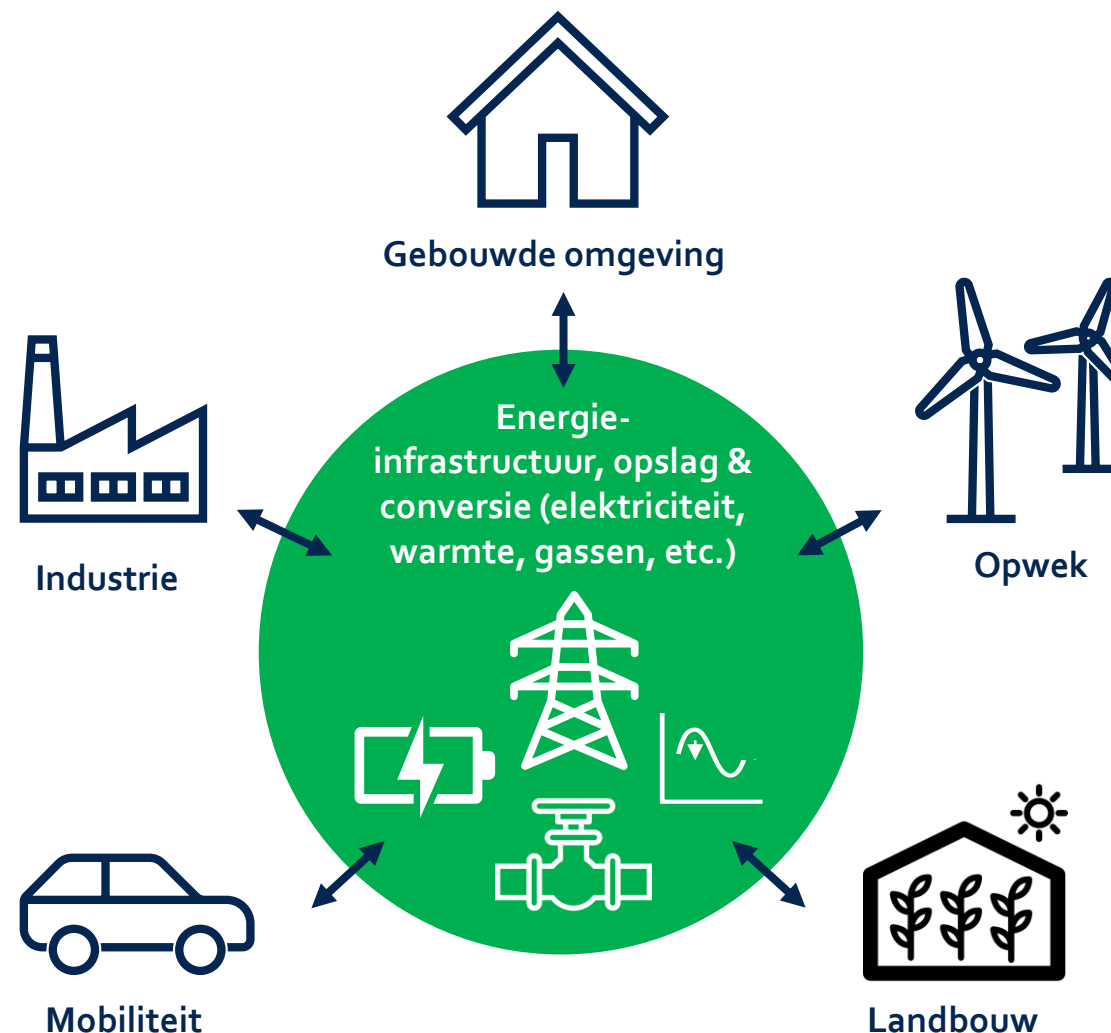 Gebouwde omgeving
Energie-
infrastructuur, opslag &
conversie (elektriciteit,
warmte, gassen, etc.)
Industrie
Opwek
Mobiliteit
Landbouw